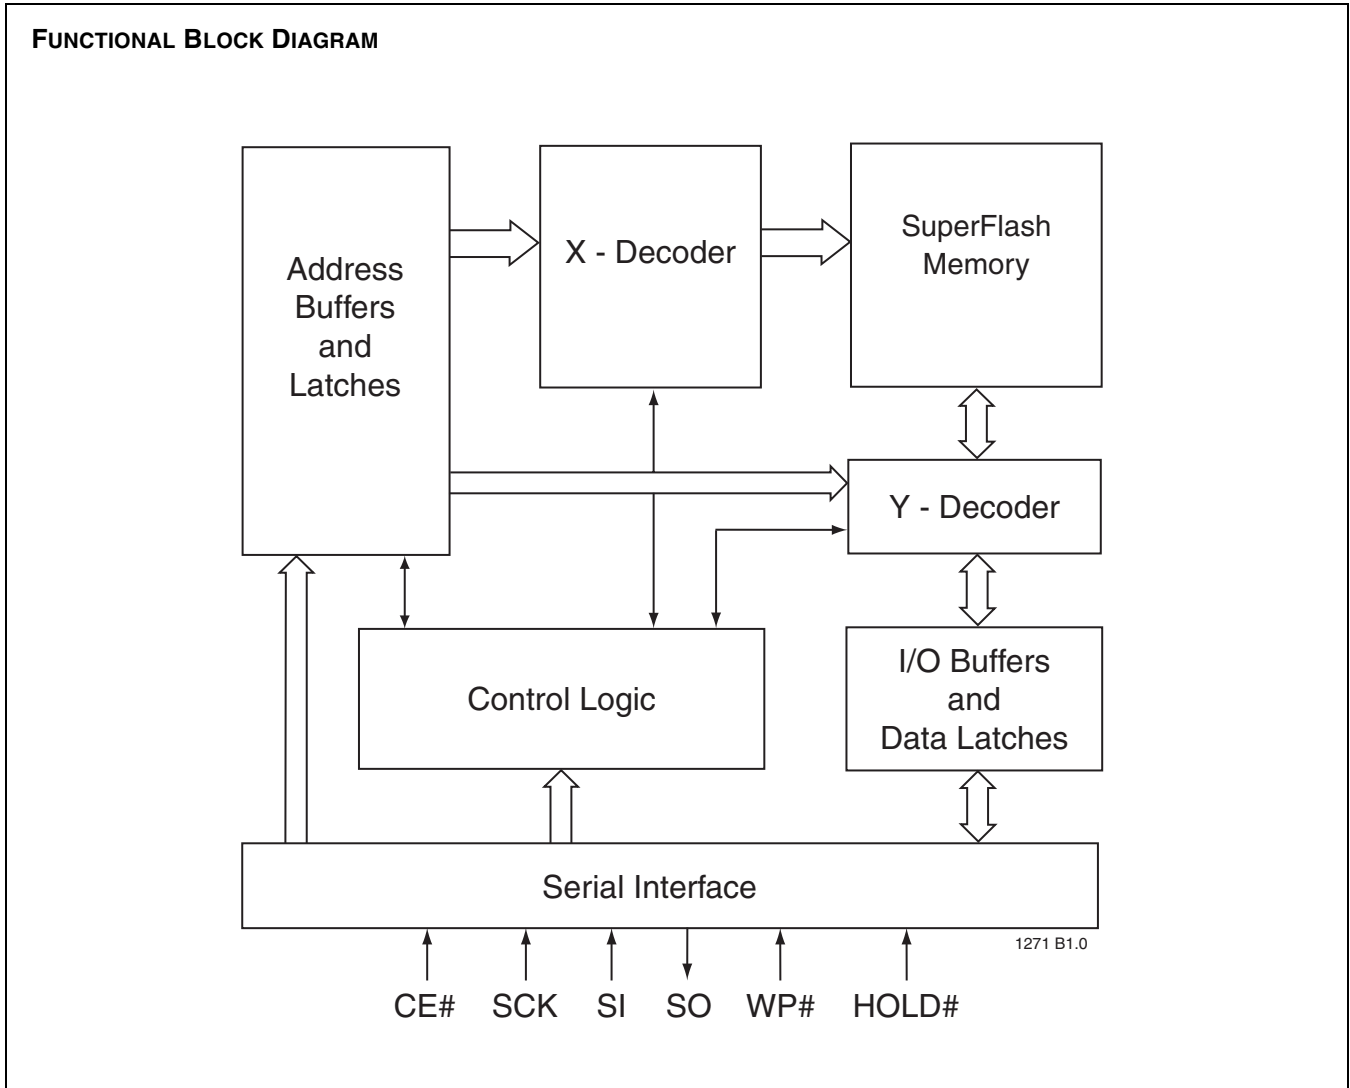 FUNCTIONAL BLOCK DIAGRAM
Address
Buffers
and
Latches
X - Decoder
SuperFlash
Memory
Y - Decoder
Control Logic
I/O Buffers
and
Data Latches
Serial Interface
1271 B1.0
CE# SCK SI SO WP# HOLD#